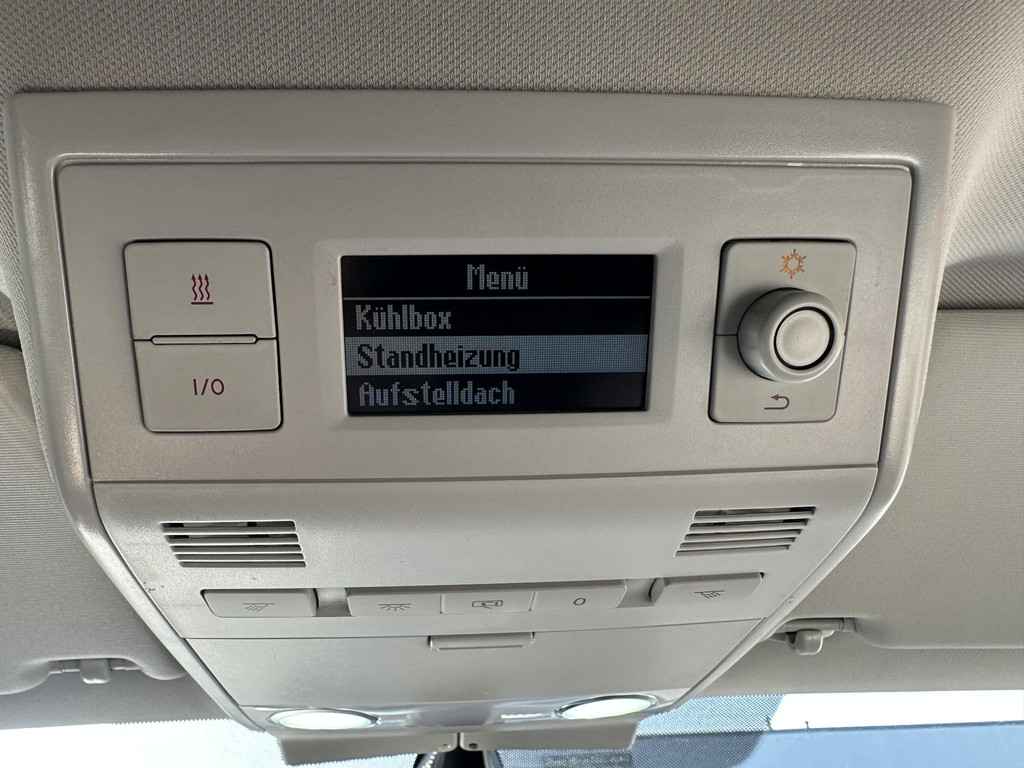 Menü
Kühlbox
Standheizung
Aufstelldach
I/O
O